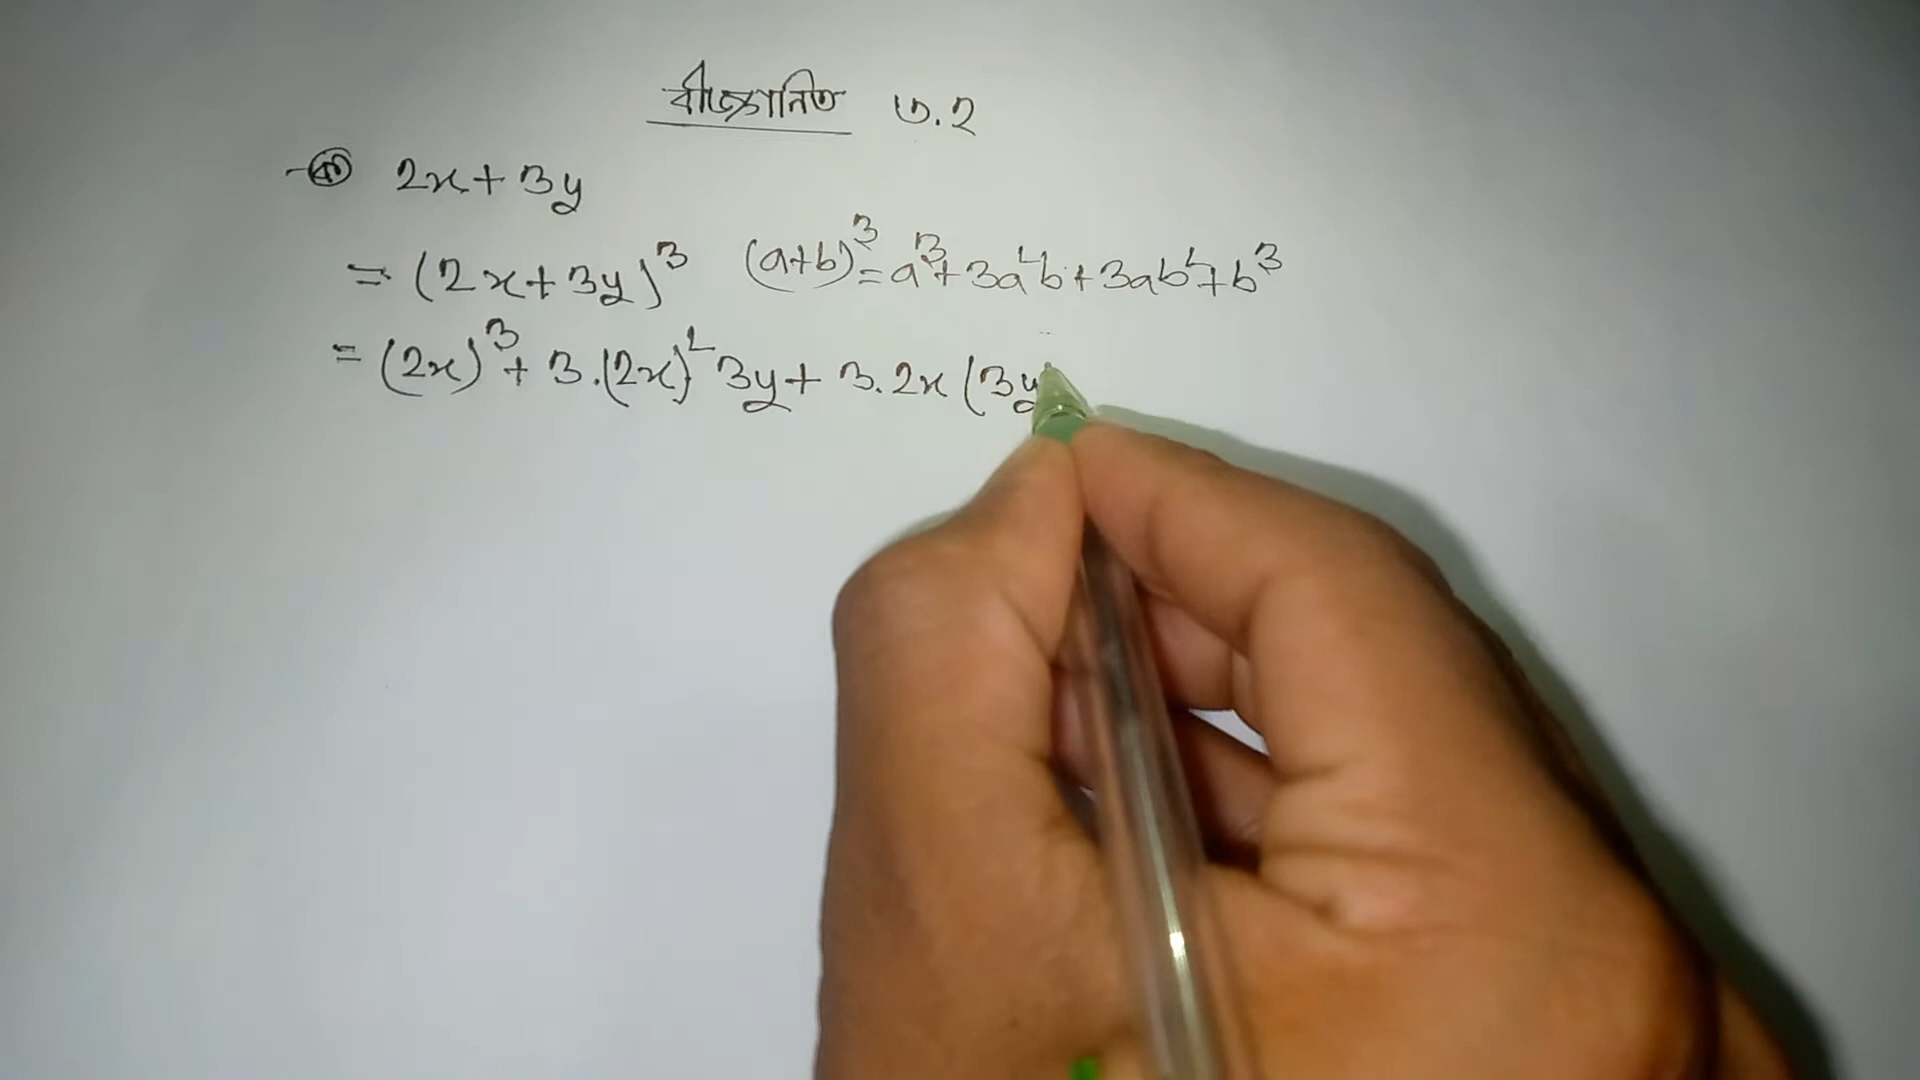 বীজগানিত ৩.২
ক 2x+3y
= (2x+3y)³ (a+b)³=a³+3a²b+3ab²+b³
= (2x)³+ 3.(2x)² 3y+ 3.2x (3y